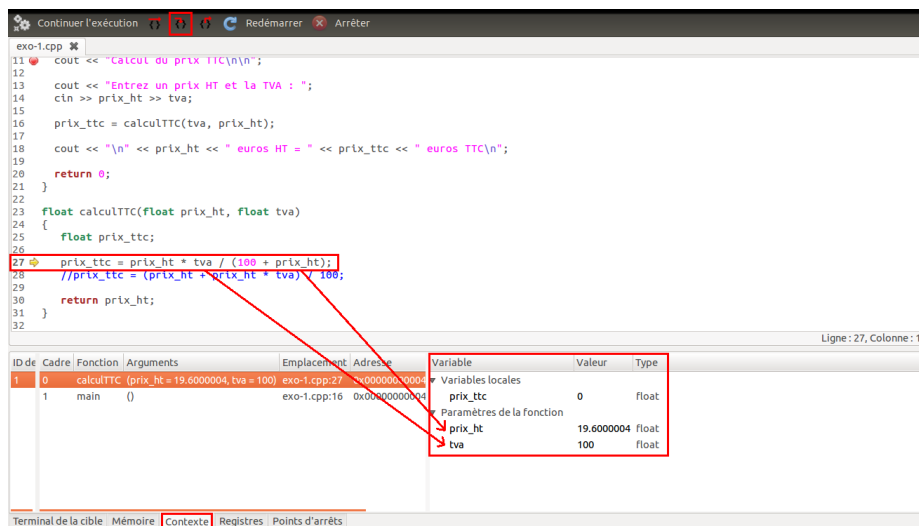 Continuer l'exécution Redémarrer Arrêter
exo-1.cpp
11 cout << "Calcul du prix TTC\n\n";
12
13 cout << "Entrez un prix HT et la TVA : ";
14 cin >> prix_ht >> tva;
15
16 prix_ttc = calculTTC(tva, prix_ht);
17
18 cout << "\n" << prix_ht << " euros HT = " << prix_ttc << " euros TTC\n";
19
20 return 0;
21 }
22
23 float calculTTC(float prix_ht, float tva)
24 {
25 float prix_ttc;
26
27 prix_ttc = prix_ht * tva / (100 + prix_ht);
28 //prix_ttc = (prix_ht + prix_ht * tva) / 100;
29
30 return prix_ht;
31 }
32
Ligne : 27, Colonne : 1
ID de Cadre Fonction Arguments Emplacement Adresse Variable Valeur Type
1 0 calculTTC (prix_ht = 19.6000004, tva = 100) exo-1.cpp:27 0x00000000004 Variables locales
1 main () exo-1.cpp:16 0x00000000004 prix_ttc 0 float
Paramètres de la fonction
prix_ht 19.6000004 float
tva 100 float
Terminal de la cible Mémoire Contexte Registres Points d'arrêts